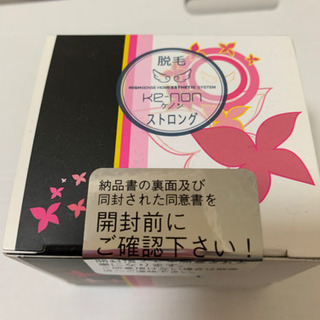 脱毛
HOME ESTHETIC SYSTEM
Ke-non
ケノン
ストロング
納品書の裏面及び
同封された同意書を
開封前に
ご確認下さい！